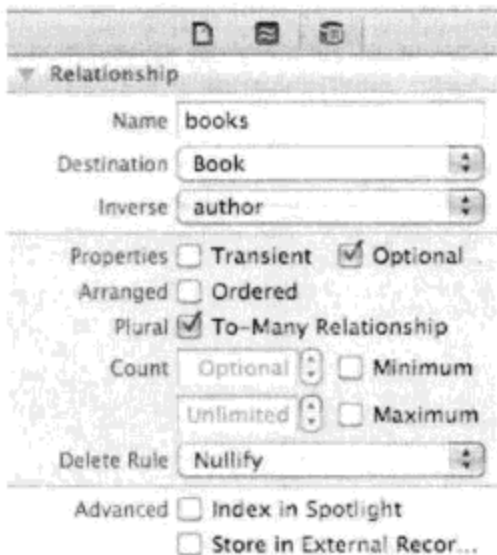 Relationship
Name books
Destination Book
Inverse author
Properties Transient Optional
Arranged Ordered
Plural To-Many Relationship
Count Optional Minimum
Unlimited Maximum
Delete Rule Nullify
Advanced Index in Spotlight
Store in External Recor...